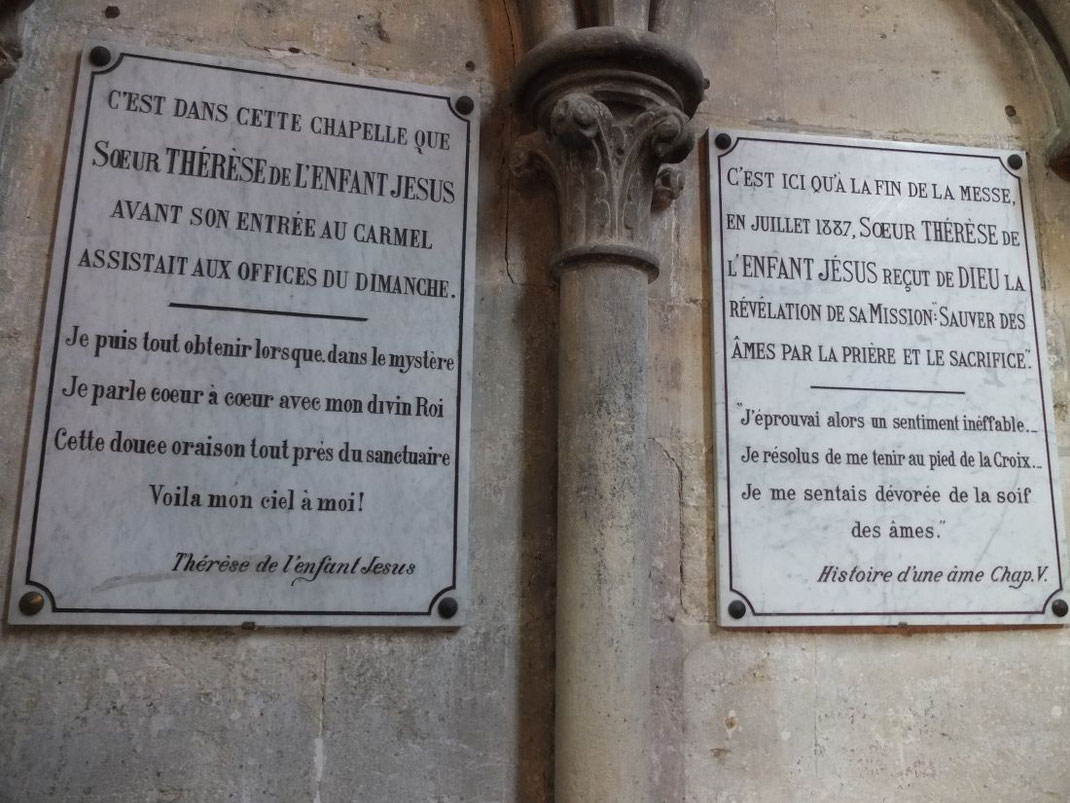 C'EST DANS CETTE CHAPELLE QUE
SŒUR THÉRÈSE DE L'ENFANT JESUS
AVANT SON ENTRÉE AU CARMEL
ASSISTAIT AUX OFFICES DU DIMANCHE.
Je puis tout obtenir lorsque, dans le mystère
Je parle coeur à coeur avec mon divin Roi
Cette douce oraison tout près du sanctuaire
Voila mon ciel à moi!
Thérèse de l'enfant Jesus
C'EST ICI QU'À LA FIN DE LA MESSE,
EN JUILLET 1887, SŒUR THÉRÈSE DE
L'ENFANT JÉSUS REÇUT DE DIEU LA
RÉVÉLATION DE SA MISSION: "SAUVER DES
ÂMES PAR LA PRIÈRE ET LE SACRIFICE".
"J'éprouvai alors un sentiment inéffable..
Je résolus de me tenir au pied de la Croix...
Je me sentais dévorée de la soif
des âmes."
Histoire d'une âme Chap. V.